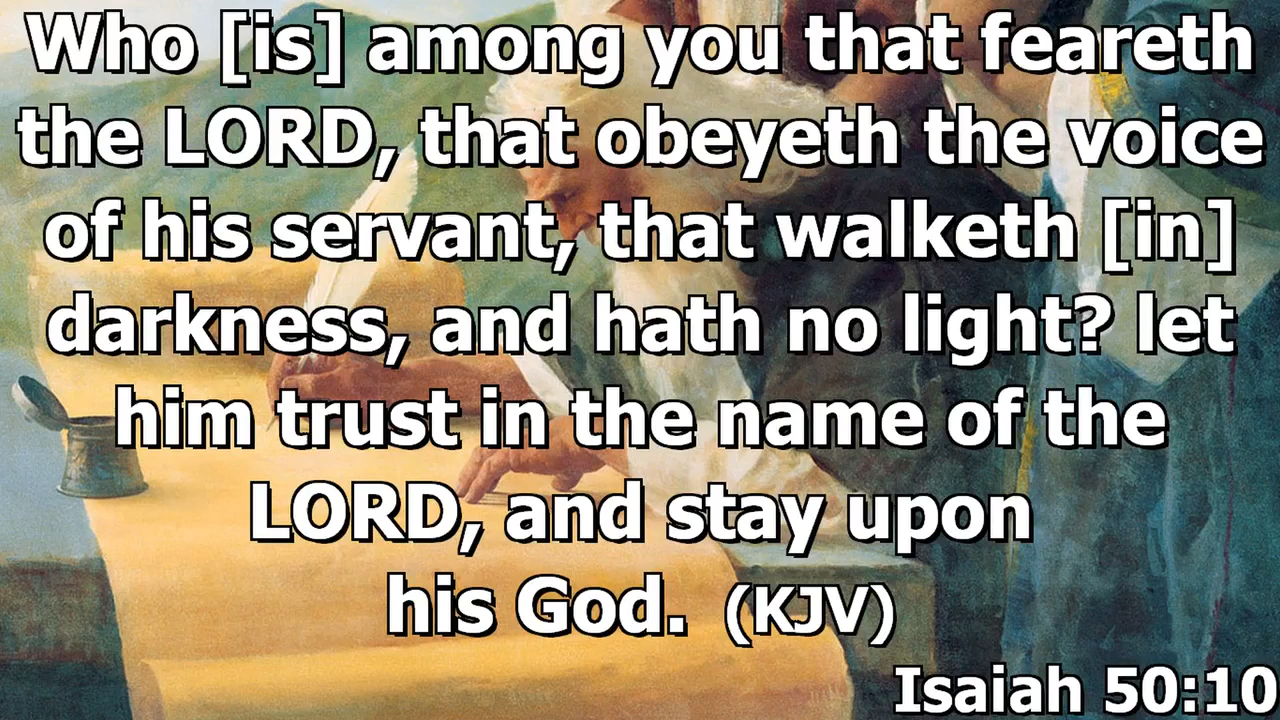 Who [is] among you that feareth
the LORD, that obeyeth the voice
of his servant, that walketh [in]
darkness, and hath no light? let
him trust in the name of the
LORD, and stay upon
his God. (KJV)
Isaiah 50:10